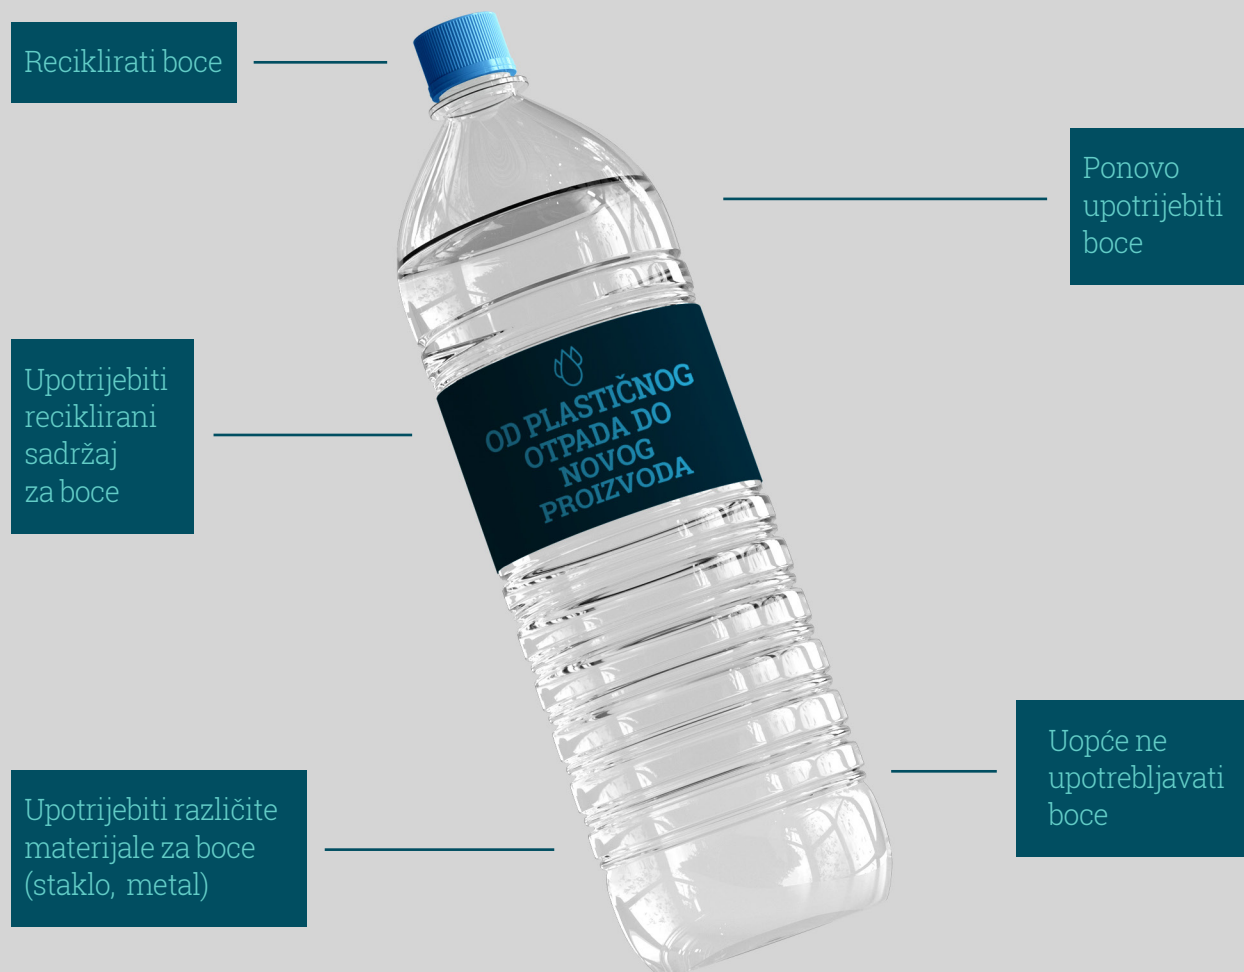 Reciklirati boce
Ponovo
upotrijebiti
boce
Upotrijebiti
reciklirani
sadržaj
za boce
OD PLASTIČNOG
OTPADA DO
NOVOG
PROIZVODA
Uopće ne
upotrebljavati
boce
Upotrijebiti različite
materijale za boce
(staklo, metal)